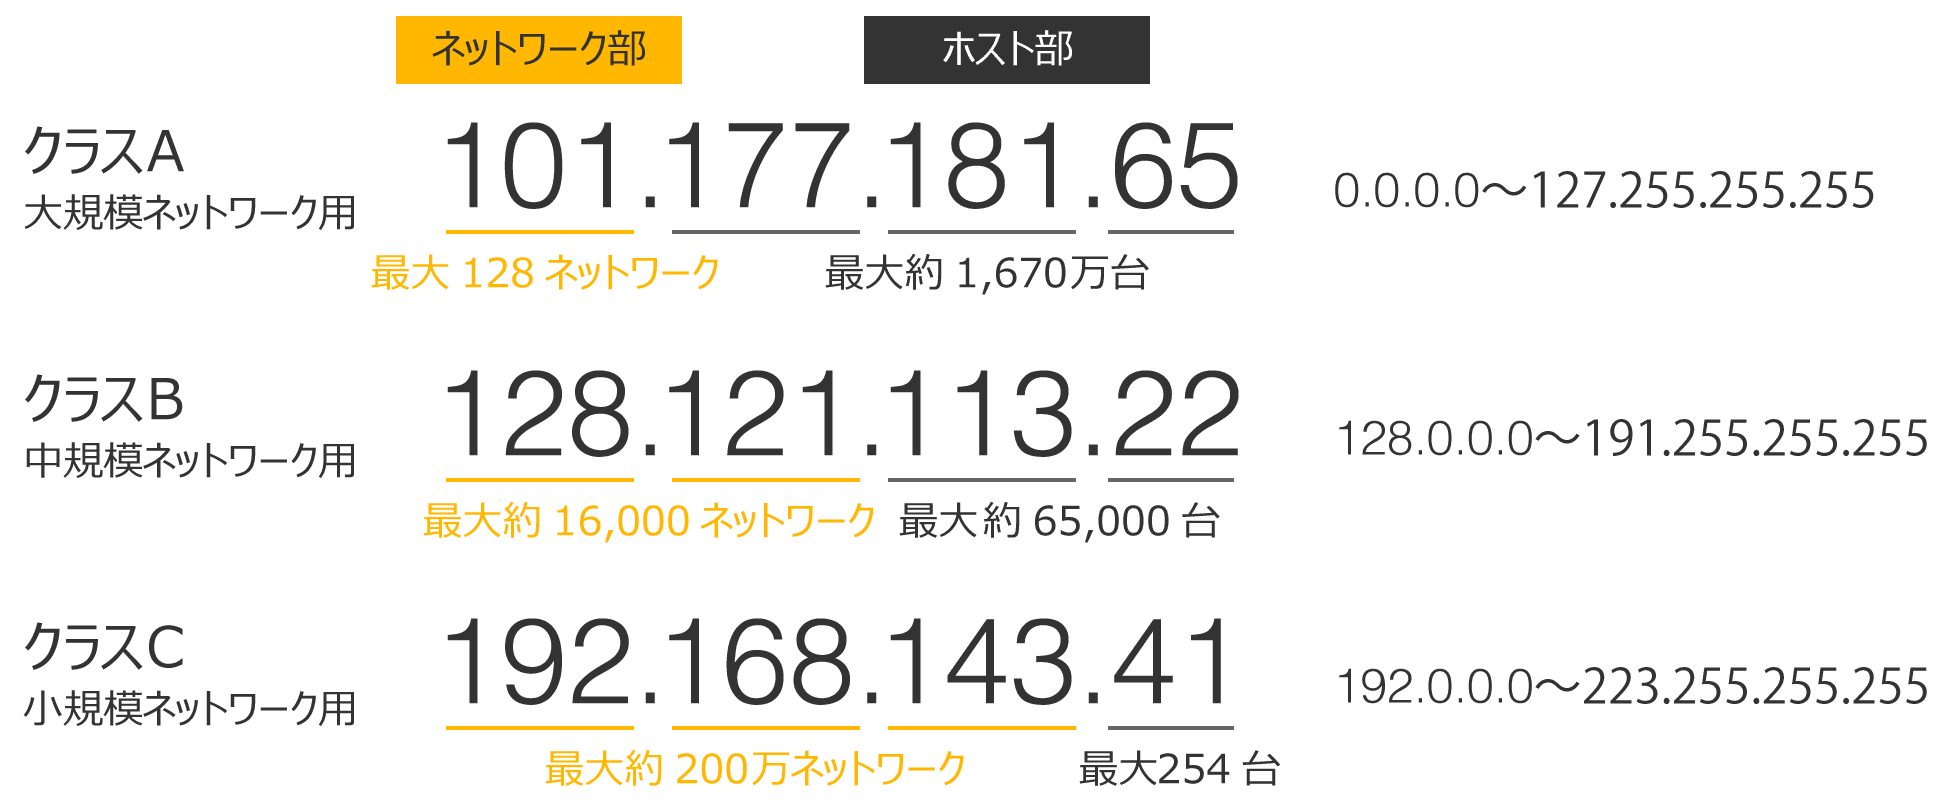 ネットワーク部 ホスト部
クラスA
大規模ネットワーク用
101.177.181.65
0.0.0.0～127.255.255.255
最大 128 ネットワーク 最大約 1,670万台
クラスB
中規模ネットワーク用
128.121.113.22
128.0.0.0～191.255.255.255
最大約 16,000 ネットワーク 最大約 65,000 台
クラスC
小規模ネットワーク用
192.168.143.41
192.0.0.0～223.255.255.255
最大約 200万ネットワーク 最大254 台